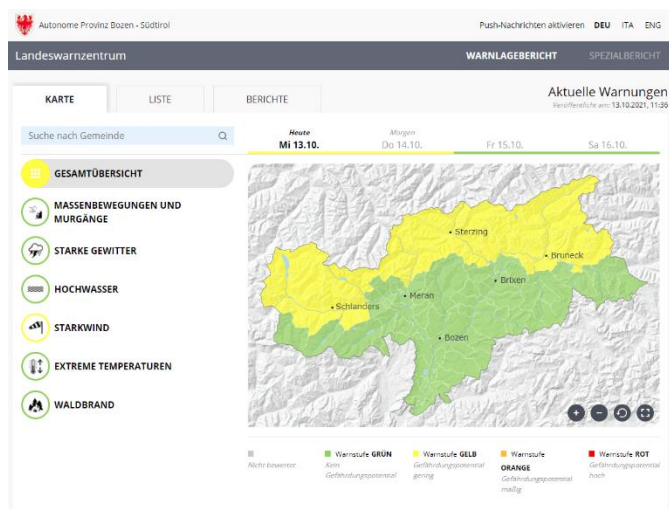 Autonome Provinz Bozen - Südtirol
Push-Nachrichten aktivieren DEU ITA ENG
Landeswarnzentrum
WARNLAGEBERICHT SPEZIALBERICHT
KARTE LISTE BERICHTE
Aktuelle Warnungen
Veröffentlicht am: 13.10.2021, 11:36
Suche nach Gemeinde
Heute Morgen
Mi 13.10. Do 14.10. Fr 15.10. Sa 16.10.
GESAMTÜBERSICHT
MASSENBEWEGUNGEN UND
MURGÄNGE
STARKE GEWITTER
HOCHWASSER
STARKWIND
EXTREME TEMPERATUREN
WALDBRAND
Sterzing
Bruneck
Brixen
Meran
Schlanders
Bozen
Nicht bewertet
Warnstufe GRÜN
Kein
Gefährdungspotential
Warnstufe GELB
Gefährdungspotential
gering
Warnstufe
ORANGE
Gefährdungspotential
mäßig
Warnstufe ROT
Gefährdungspotential
hoch